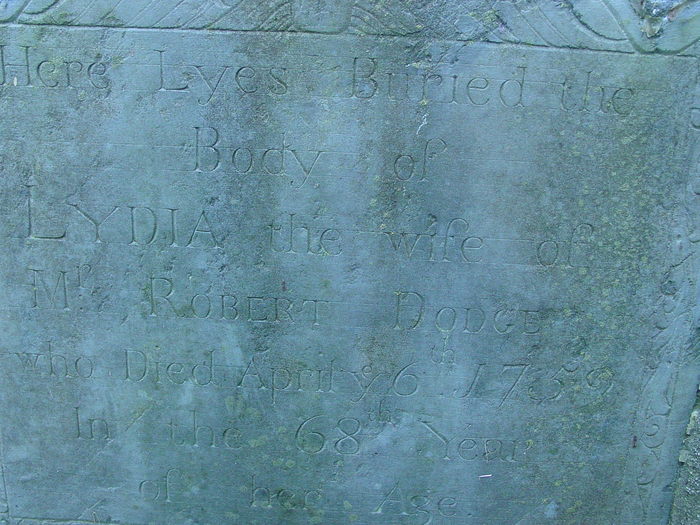 Here Lyes Buried the
Body of
LYDIA the wife of
Mr. ROBERT DODGE
who Died April ye 6th 1759
In the 68th Year
of her Age.